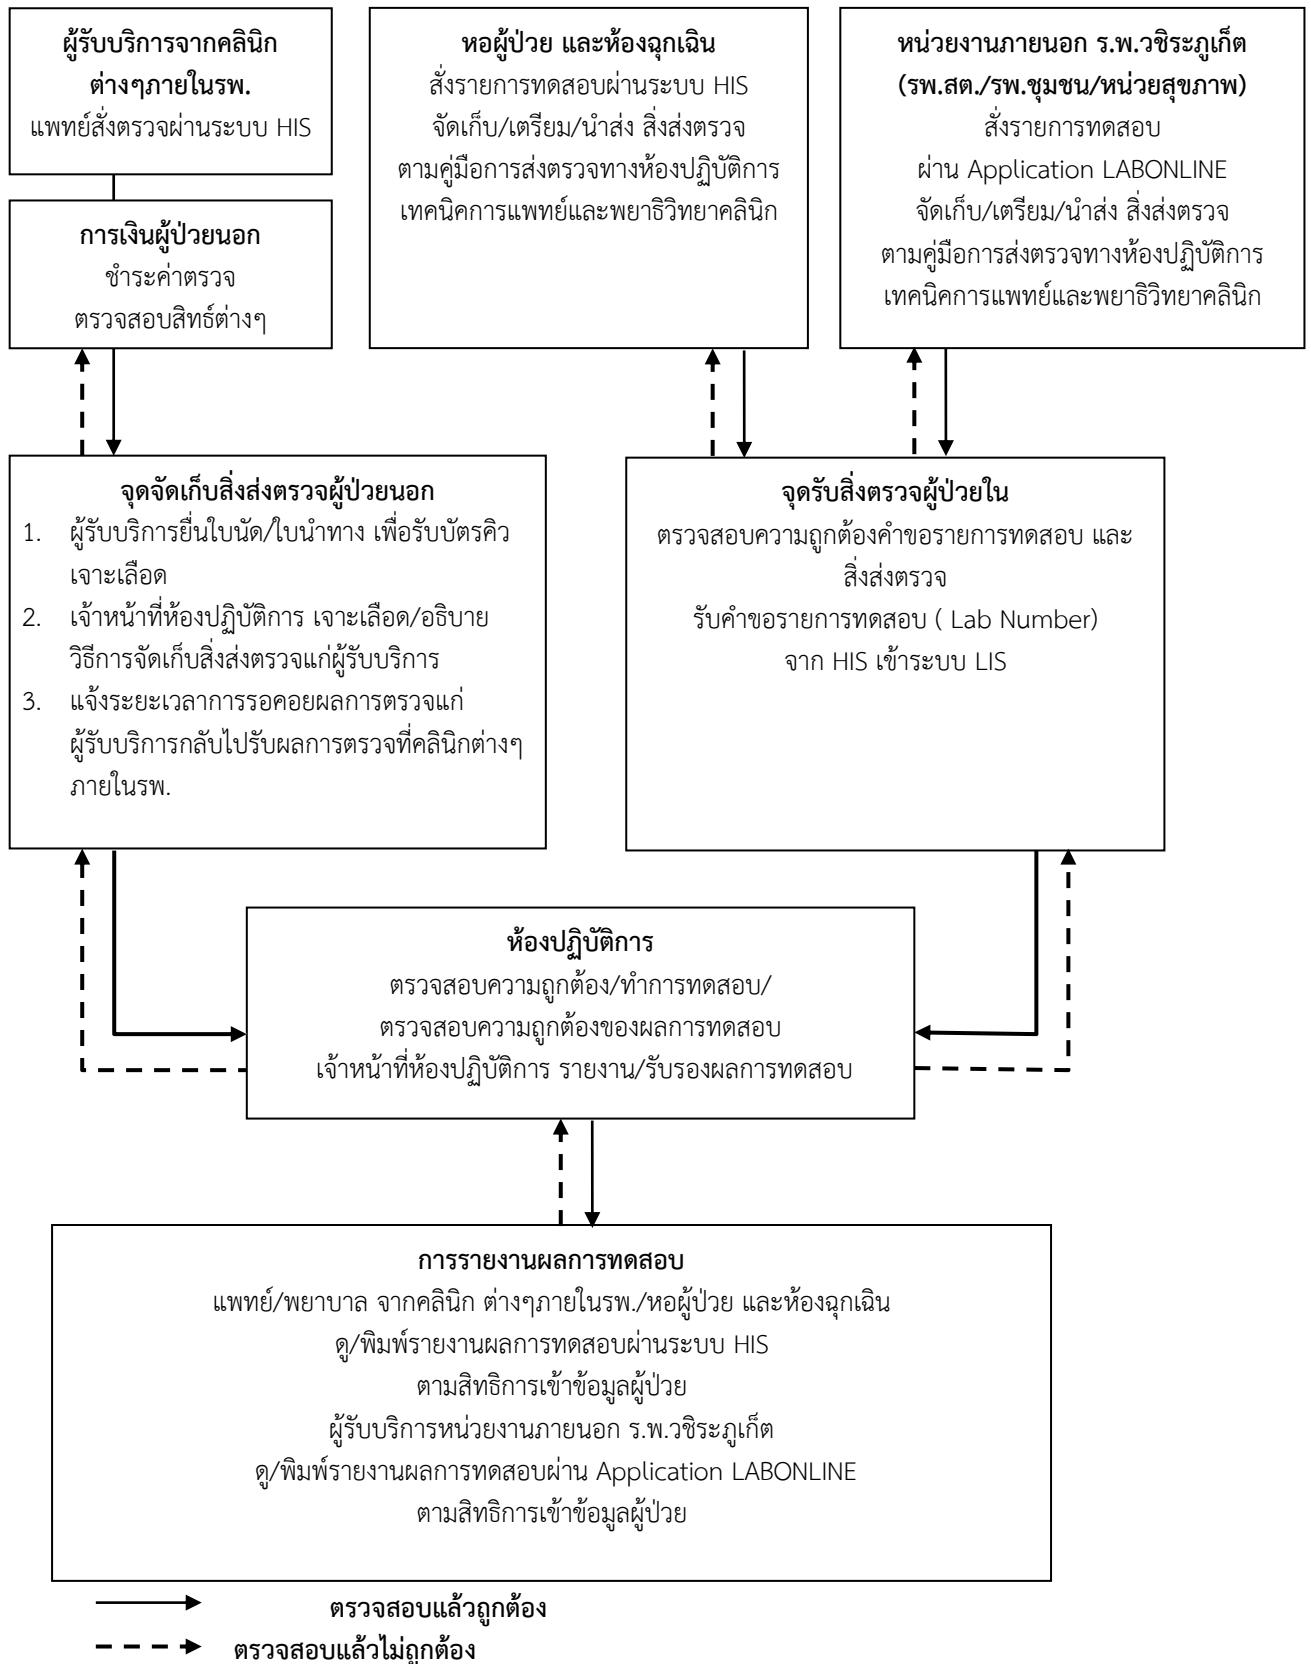 ผู้รับบริการจากคลินิก
ต่างๆภายในรพ.
แพทย์สั่งตรวจผ่านระบบ HIS
การเงินผู้ป่วยนอก
ชำระค่าตรวจ
ตรวจสอบสิทธ์ต่างๆ
หอผู้ป่วย และห้องฉุกเฉิน
สั่งรายการทดสอบผ่านระบบ HIS
จัดเก็บ/เตรียม/นำส่ง สิ่งส่งตรวจ
ตามคู่มือการส่งตรวจทางห้องปฏิบัติการ
เทคนิคการแพทย์และพยาธิวิทยาคลินิก
หน่วยงานภายนอก ร.พ.วชิระภูเก็ต
(รพ.สต./รพ.ชุมชน/หน่วยสุขภาพ)
สั่งรายการทดสอบ
ผ่าน Application LABONLINE
จัดเก็บ/เตรียม/นำส่ง สิ่งส่งตรวจ
ตามคู่มือการส่งตรวจทางห้องปฏิบัติการ
เทคนิคการแพทย์และพยาธิวิทยาคลินิก
จุดจัดเก็บสิ่งส่งตรวจผู้ป่วยนอก
1. ผู้รับบริการยื่นใบนัด/ใบนำทาง เพื่อรับบัตรคิว
เจาะเลือด
2. เจ้าหน้าที่ห้องปฏิบัติการ เจาะเลือด/อธิบาย
วิธีการจัดเก็บสิ่งส่งตรวจแก่ผู้รับบริการ
3. แจ้งระยะเวลาการรอคอยผลการตรวจแก่
ผู้รับบริการกลับไปรับผลการตรวจที่คลินิกต่างๆ
ภายในรพ.
จุดรับสิ่งตรวจผู้ป่วยใน
ตรวจสอบความถูกต้องคำขอรายการทดสอบ และ
สิ่งส่งตรวจ
รับคำขอรายการทดสอบ ( Lab Number)
จาก HIS เข้าระบบ LIS
ห้องปฏิบัติการ
ตรวจสอบความถูกต้อง/ทำการทดสอบ/
ตรวจสอบความถูกต้องของผลการทดสอบ
เจ้าหน้าที่ห้องปฏิบัติการ รายงาน/รับรองผลการทดสอบ
การรายงานผลการทดสอบ
แพทย์/พยาบาล จากคลินิก ต่างๆภายในรพ./หอผู้ป่วย และห้องฉุกเฉิน
ดู/พิมพ์รายงานผลการทดสอบผ่านระบบ HIS
ตามสิทธิการเข้าข้อมูลผู้ป่วย
ผู้รับบริการหน่วยงานภายนอก ร.พ.วชิระภูเก็ต
ดู/พิมพ์รายงานผลการทดสอบผ่าน Application LABONLINE
ตามสิทธิการเข้าข้อมูลผู้ป่วย
ตรวจสอบแล้วถูกต้อง
ตรวจสอบแล้วไม่ถูกต้อง